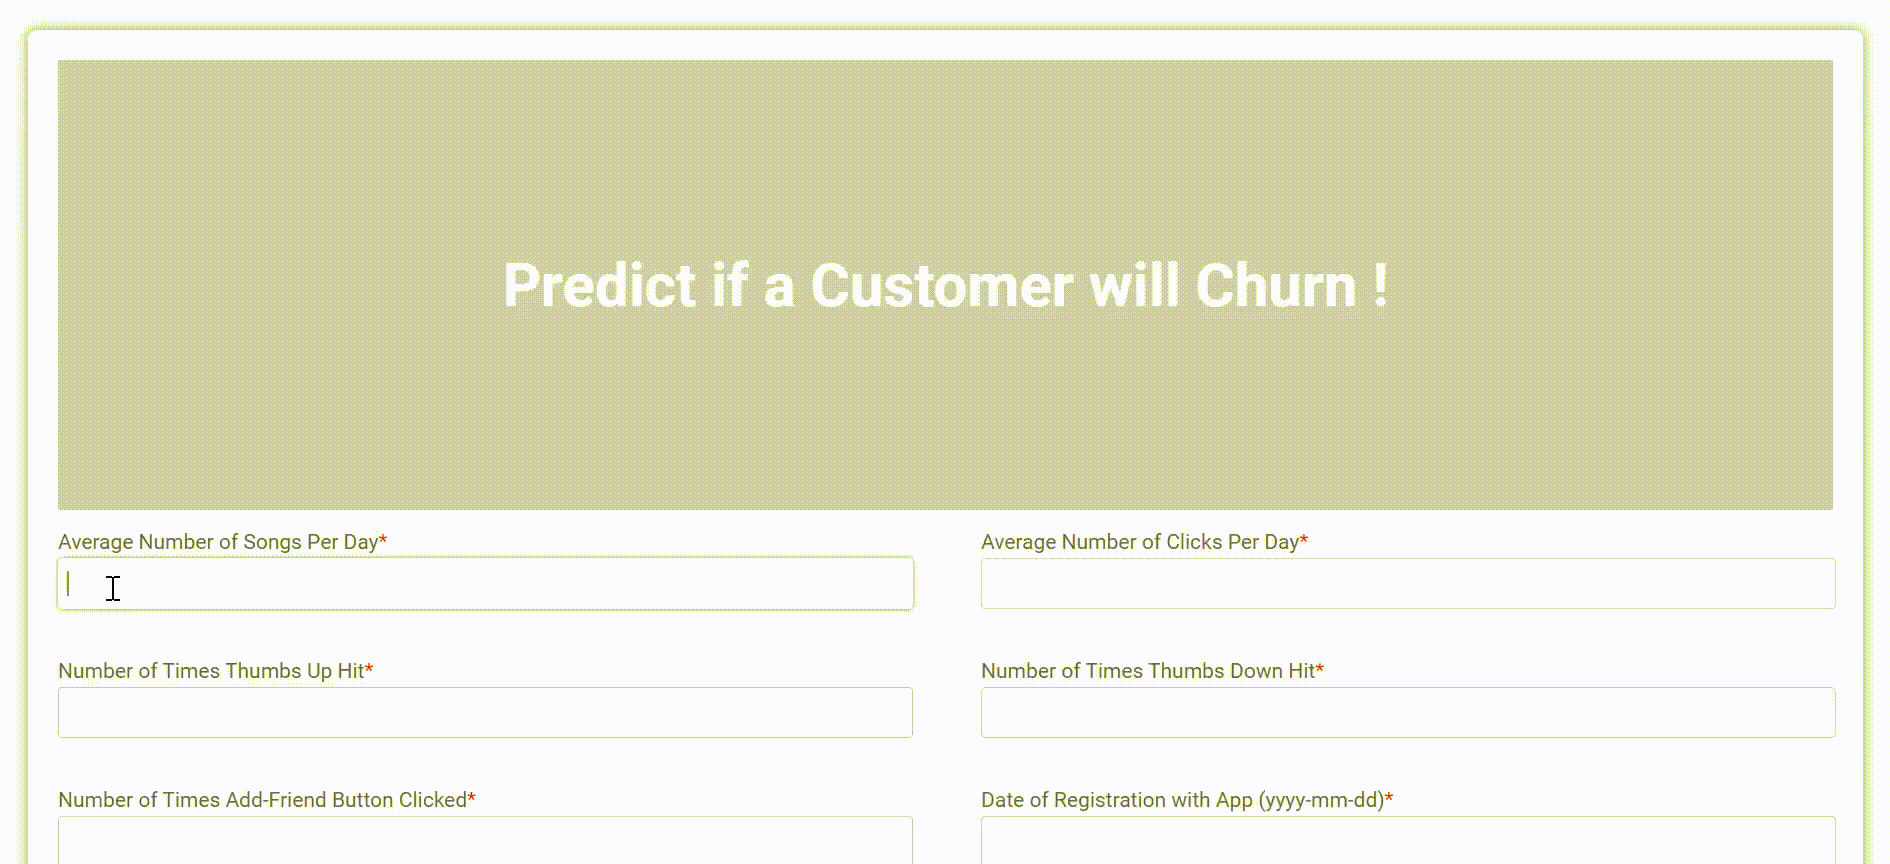 Predict if a Customer will Churn !
Average Number of Songs Per Day*
Average Number of Clicks Per Day*
Number of Times Thumbs Up Hit*
Number of Times Thumbs Down Hit*
Number of Times Add-Friend Button Clicked*
Date of Registration with App (yyyy-mm-dd)*